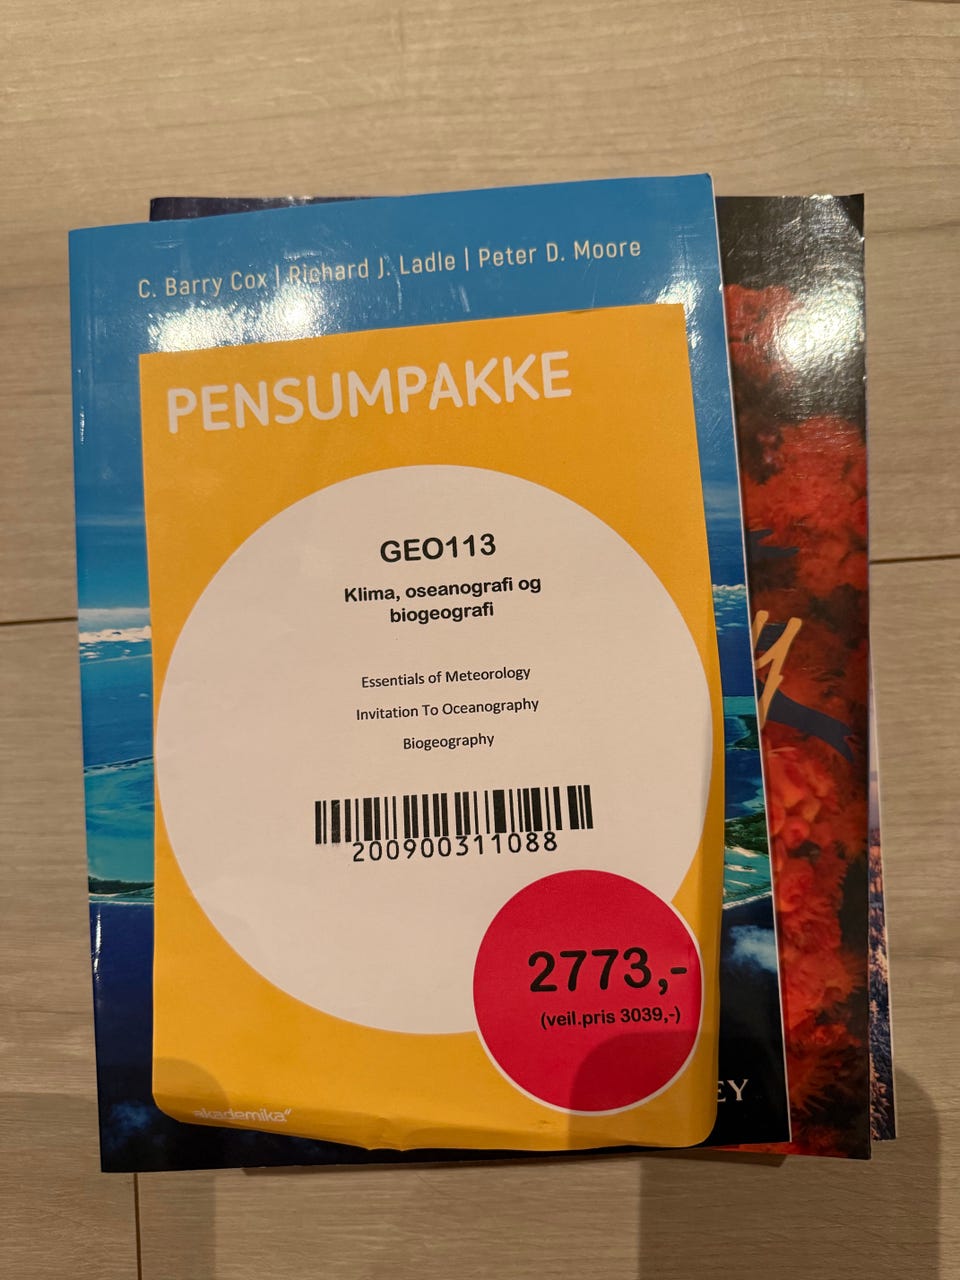 C. Barry Cox | Richard J. Ladle | Peter D. Moore
PENSUMPAKKE
GEO113
Klima, oseanografi og
biogeografi
Essentials of Meteorology
Invitation To Oceanography
Biogeography
200900311088
2773,-
(veil.pris 3039,-)
akademika"
EY
y